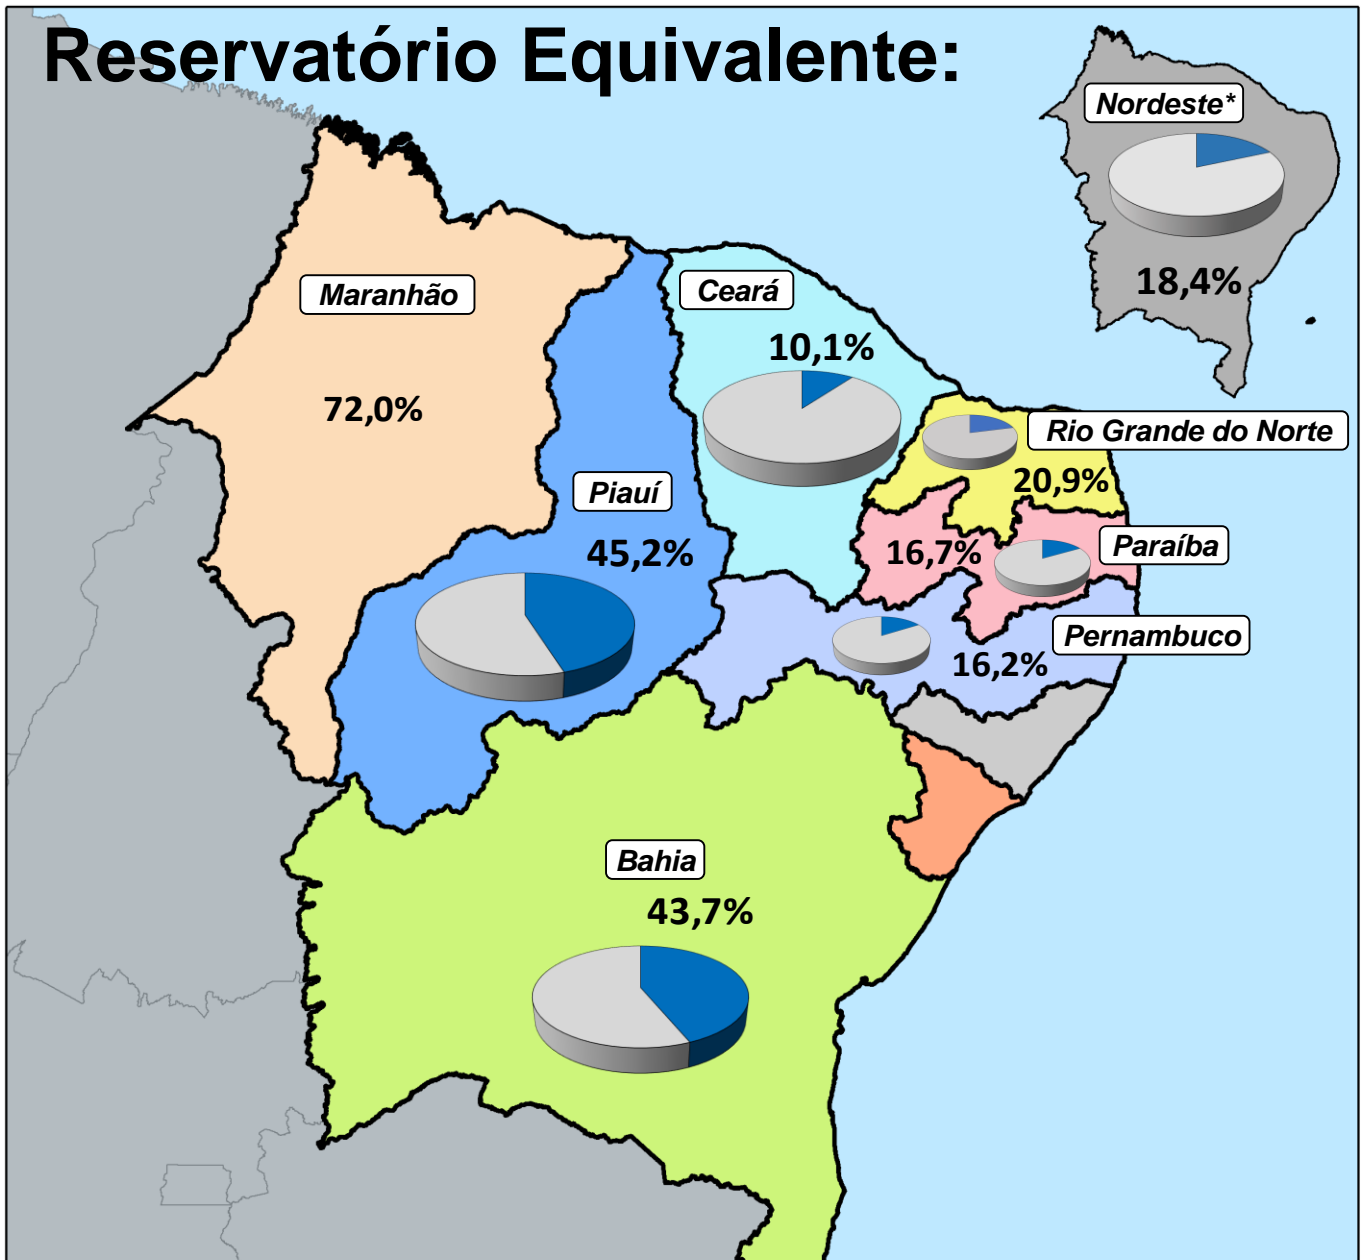 Reservatório Equivalente:
Nordeste*
18,4%
Maranhão
72,0%
Ceará
10,1%
Rio Grande do Norte
20,9%
Piauí
45,2%
Paraíba
16,7%
Pernambuco
16,2%
Bahia
43,7%